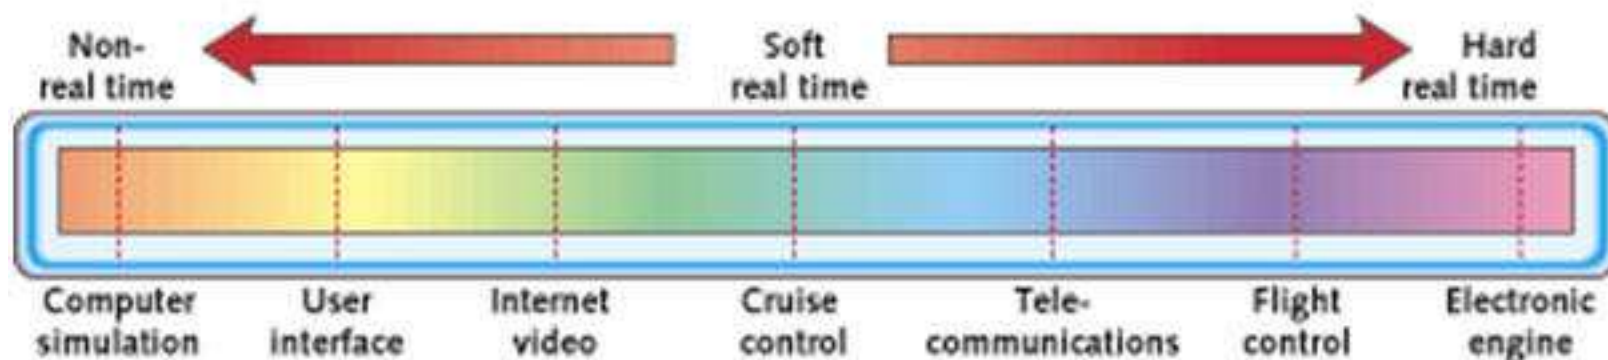 Non-
real time
Soft
real time
Hard
real time
Computer
simulation
User
interface
Internet
video
Cruise
control
Tele-
communications
Flight
control
Electronic
engine